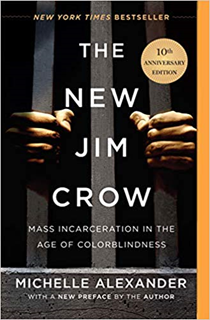 NEW YORK TIMES BESTSELLER
THE
NEW
JIM
CROW
10th
ANNIVERSARY
EDITION
MASS INCARCERATION IN THE
AGE OF COLORBLINDNESS
MICHELLE ALEXANDER
WITH A NEW PREFACE BY THE AUTHOR